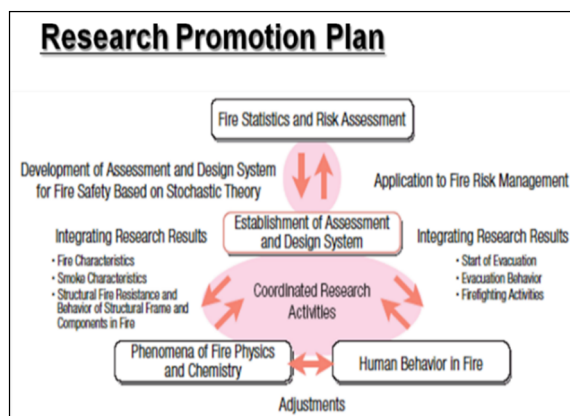 Research Promotion Plan
Fire Statistics and Risk Assessment
Development of Assessment and Design System
for Fire Safety Based on Stochastic Theory
Application to Fire Risk Management
Establishment of Assessment
and Design System
Integrating Research Results
• Fire Characteristics
• Smoke Characteristics
• Structural Fire Resistance and
Behavior of Structural Frame and
Components in Fire
Coordinated Research
Activities
Integrating Research Results
• Start of Evacuation
• Evacuation Behavior
• Firefighting Activities
Phenomena of Fire Physics
and Chemistry
Human Behavior in Fire
Adjustments